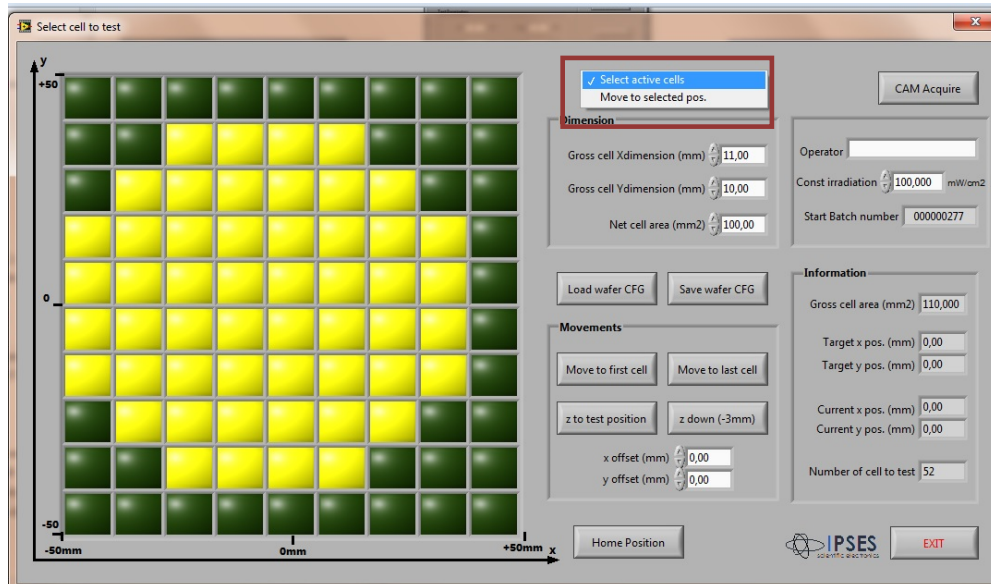 Select cell to test
y
+50
0
-50
-50mm
0mm
+50mm
x
✓ Select active cells
Move to selected pos.
CAM Acquire
Dimension
Gross cell Xdimension (mm) 11,00
Gross cell Ydimension (mm) 10,00
Net cell area (mm2) 100,00
Operator
Const irradiation 100,000 mW/cm2
Start Batch number 000000277
Load wafer CFG
Save wafer CFG
Movements
Move to first cell
Move to last cell
z to test position
z down (-3mm)
x offset (mm) 0,00
y offset (mm) 0,00
Information
Gross cell area (mm2) 110,000
Target x pos. (mm) 0,00
Target y pos. (mm) 0,00
Current x pos. (mm) 0,00
Current y pos. (mm) 0,00
Number of cell to test 52
Home Position
IPSES
scientific electronics
EXIT